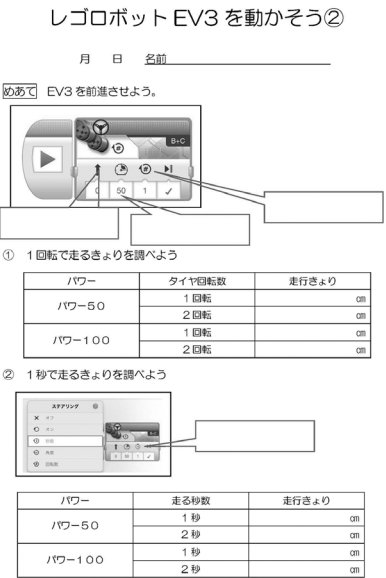 レゴロボット EV3 を動かそう②
月 日 名前
めあて EV3 を前進させよう。
B+C
0 50 1
① 1回転で走るきょりを調べよう
パワー タイヤ回転数 走行きょり
パワー50 1回転 ㎝
2回転 ㎝
パワー100 1回転 ㎝
2回転 ㎝
② 1秒で走るきょりを調べよう
ステアリング
オフ
オン
秒数
角度
回転数
パワー 走る秒数 走行きょり
パワー50 1秒 ㎝
2秒 ㎝
パワー100 1秒 ㎝
2秒 ㎝